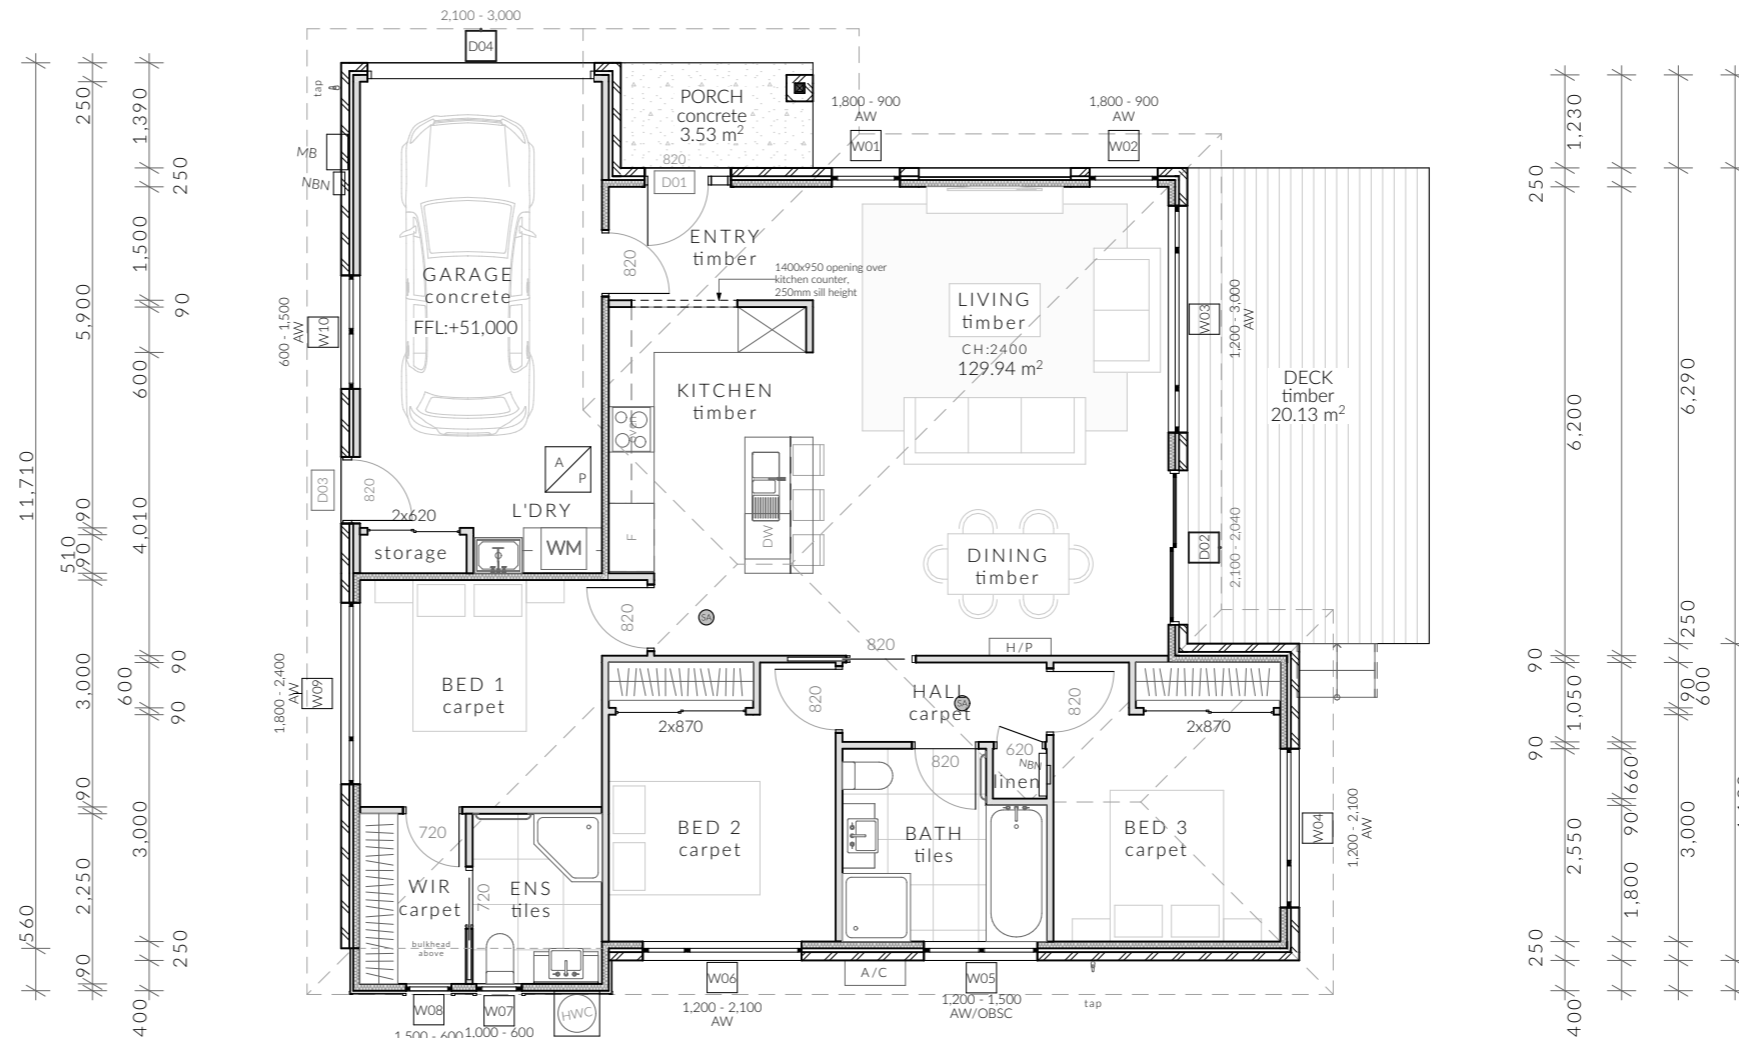 2,100 - 3,000
D04
tap
MB
NBN
PORCH
concrete
3.53 m²
820
D01
1,800 - 900
AW
W01
1,800 - 900
AW
W02
ENTRY
timber
820
1400x950 opening over
kitchen counter,
250mm sill height
GARAGE
concrete
FFL:+51,000
600 - 1,500
AW
W10
LIVING
timber
CH:2400
129.94 m²
W03
1,200 - 3,000
AW
DECK
timber
20.13 m²
KITCHEN
timber
D03
820
A
P
2x620
L'DRY
storage
WM
F
DW
DINING
timber
D02
2,100 - 2,040
820
SA
820
H/P
1,800 - 2,400
AW
W09
BED 1
carpet
820
HALL
carpet
SA
820
2x870
2x870
820
620
NBN
linen
720
WIR
carpet
720
ENS
tiles
bulkhead
above
BED 2
carpet
BATH
tiles
BED 3
carpet
W04
1,200 - 2,100
AW
W08
1,500 - 600
W07
1,000 - 600
HWC
W06
1,200 - 2,100
AW
A/C
W05
1,200 - 1,500
AW/OBSC
tap
11,710
560
250
5,900
90
510
90
3,000
600
90
2,250
90
1,390
250
1,500
90
600
4,010
90
90
3,000
250
400
1,230
250
6,200
90
1,050
90
2,550
250
400
660
90
1,800
6,290
250
90
600
3,000